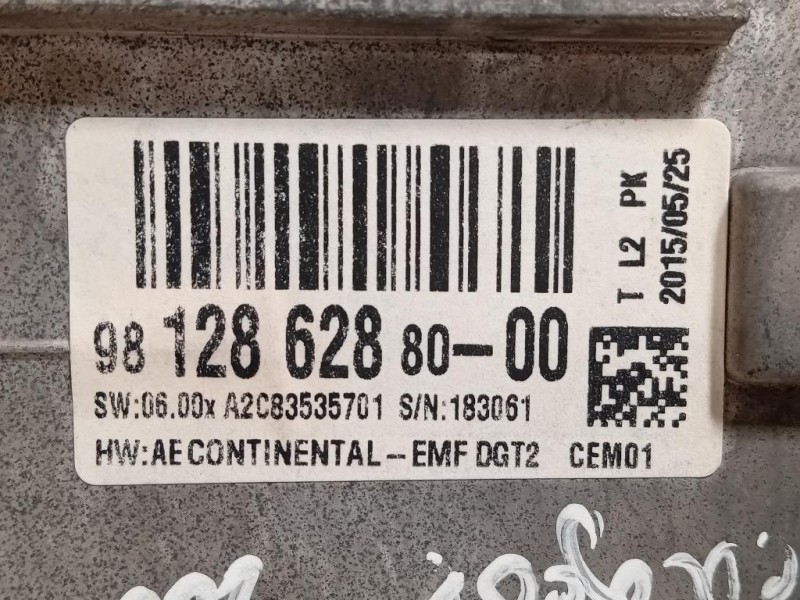 98 128 628 80-00
SW:06.00x A2C83535701 S/N:183061
HW:AE CONTINENTAL-EMF DGT2 CEM01
T L2 PK
2015/05/25